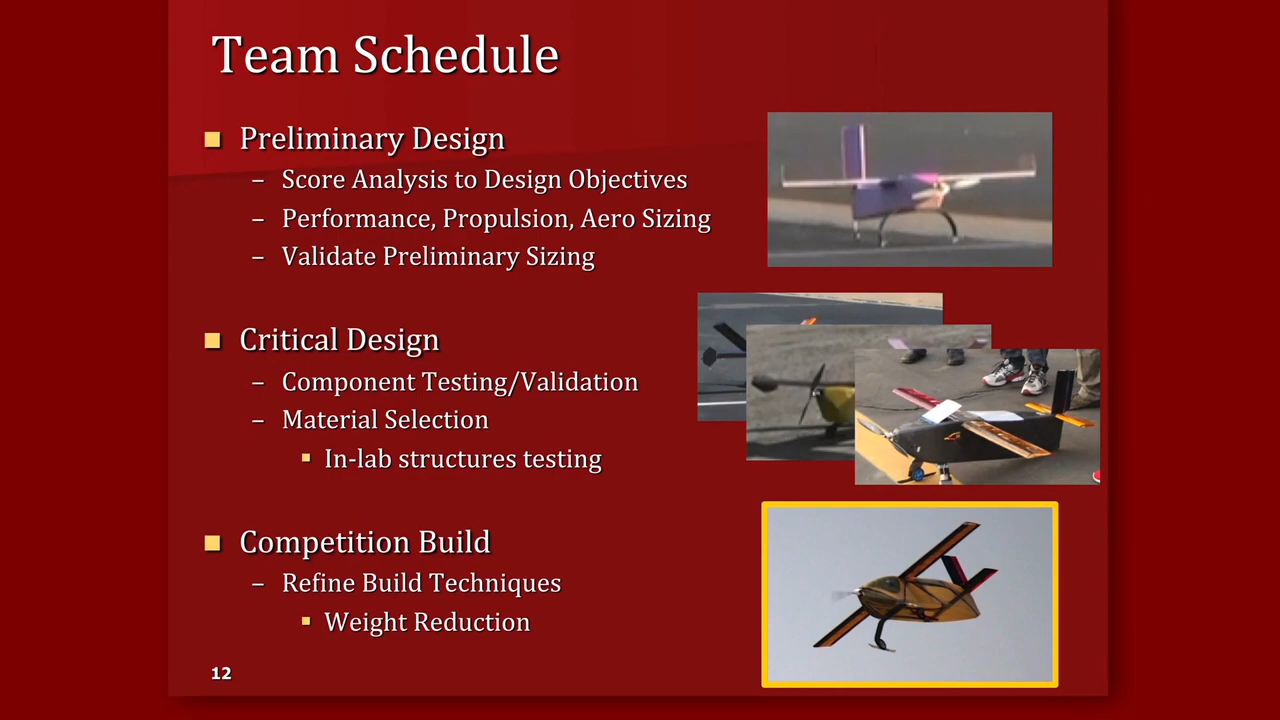 Team Schedule
■ Preliminary Design
– Score Analysis to Design Objectives
– Performance, Propulsion, Aero Sizing
– Validate Preliminary Sizing
■ Critical Design
– Component Testing/Validation
– Material Selection
▪ In-lab structures testing
■ Competition Build
– Refine Build Techniques
▪ Weight Reduction
12